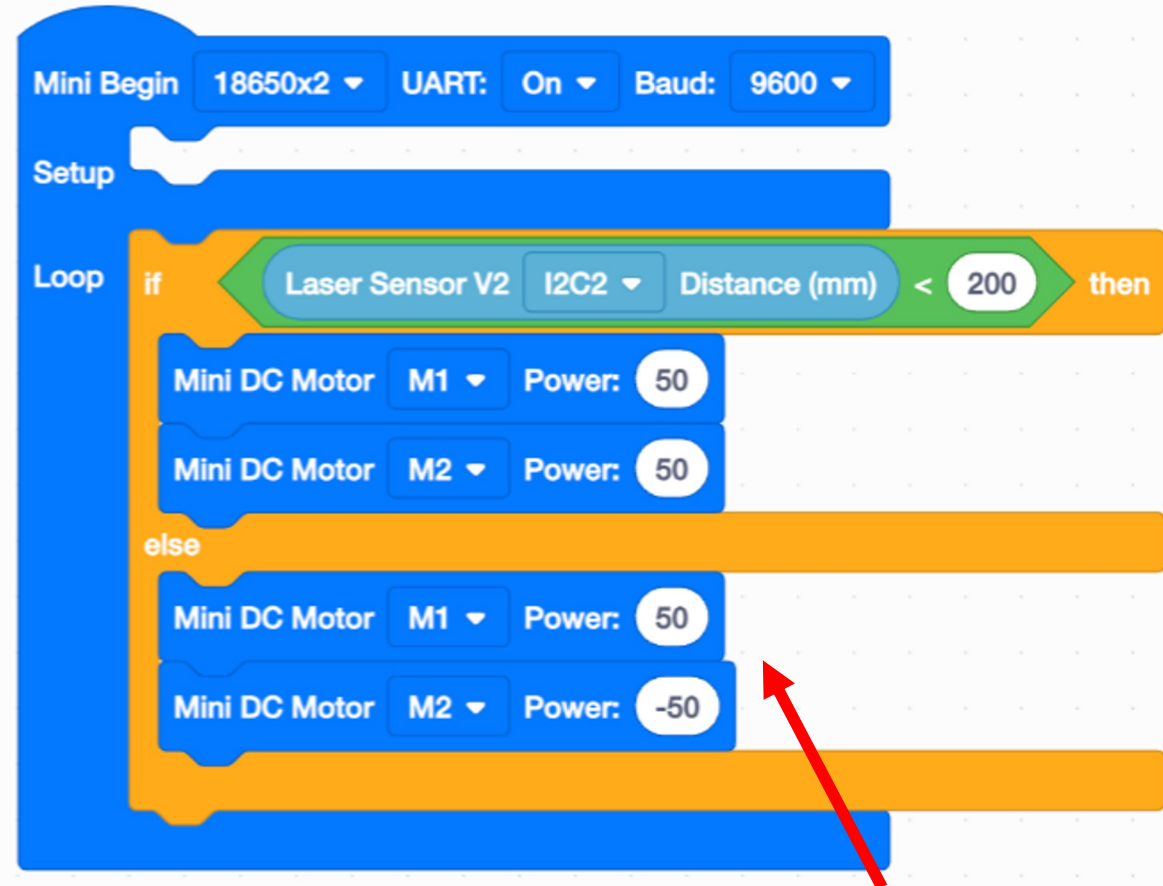 Mini Begin 18650x2 UART: On Baud: 9600
Setup
Loop if Laser Sensor V2 I2C2 Distance (mm) < 200 then
Mini DC Motor M1 Power: 50
Mini DC Motor M2 Power: 50
else
Mini DC Motor M1 Power: 50
Mini DC Motor M2 Power: -50